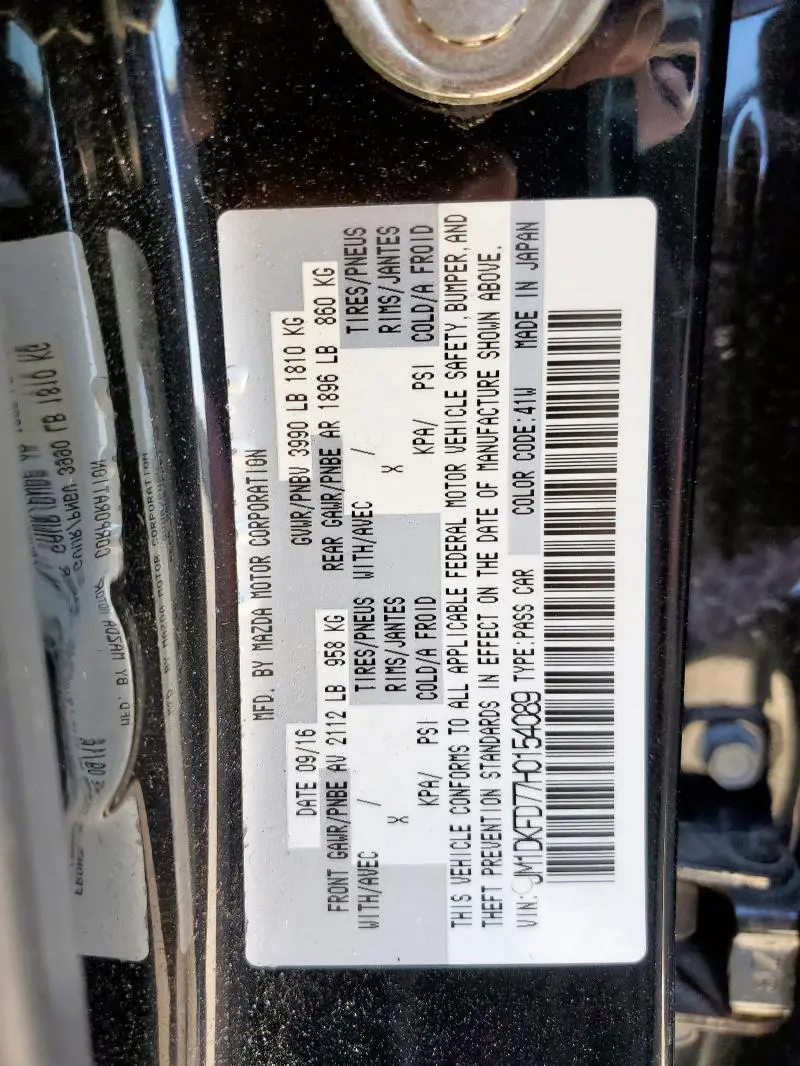 MFD. BY MAZDA MOTOR CORPORATION
DATE 09/16 GVWR/PNBV 3990 LB 1810 KG
FRONT GAWR/PNBE AV 2112 LB 958 KG REAR GAWR/PNBE AR 1896 LB 860 KG
WITH/AVEC / TIRES/PNEUS WITH/AVEC / TIRES/PNEUS
X RIMS/JANTES X RIMS/JANTES
KPA/ PSI COLD/A FROID KPA/ PSI COLD/A FROID
THIS VEHICLE CONFORMS TO ALL APPLICABLE FEDERAL MOTOR VEHICLE SAFETY, BUMPER, AND
THEFT PREVENTION STANDARDS IN EFFECT ON THE DATE OF MANUFACTURE SHOWN ABOVE.
VIN: JM1DKFD77H0154089 TYPE:PASS CAR COLOR CODE:41W MADE IN JAPAN